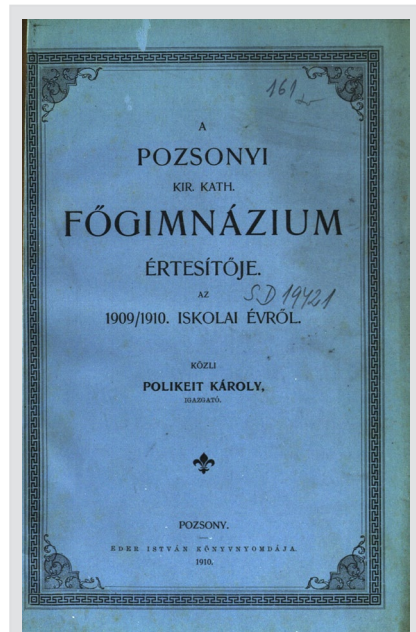 161
A
POZSONYI
KIR. KATH.
FŐGIMNÁZIUM
ÉRTESÍTŐJE.
AZ
S.D 19421
1909/1910. ISKOLAI ÉVRŐL.
KÖZLI
POLIKEIT KÁROLY,
IGAZGATÓ.
POZSONY.
EDER ISTVÁN KÖNYVNYOMDÁJA.
1910.